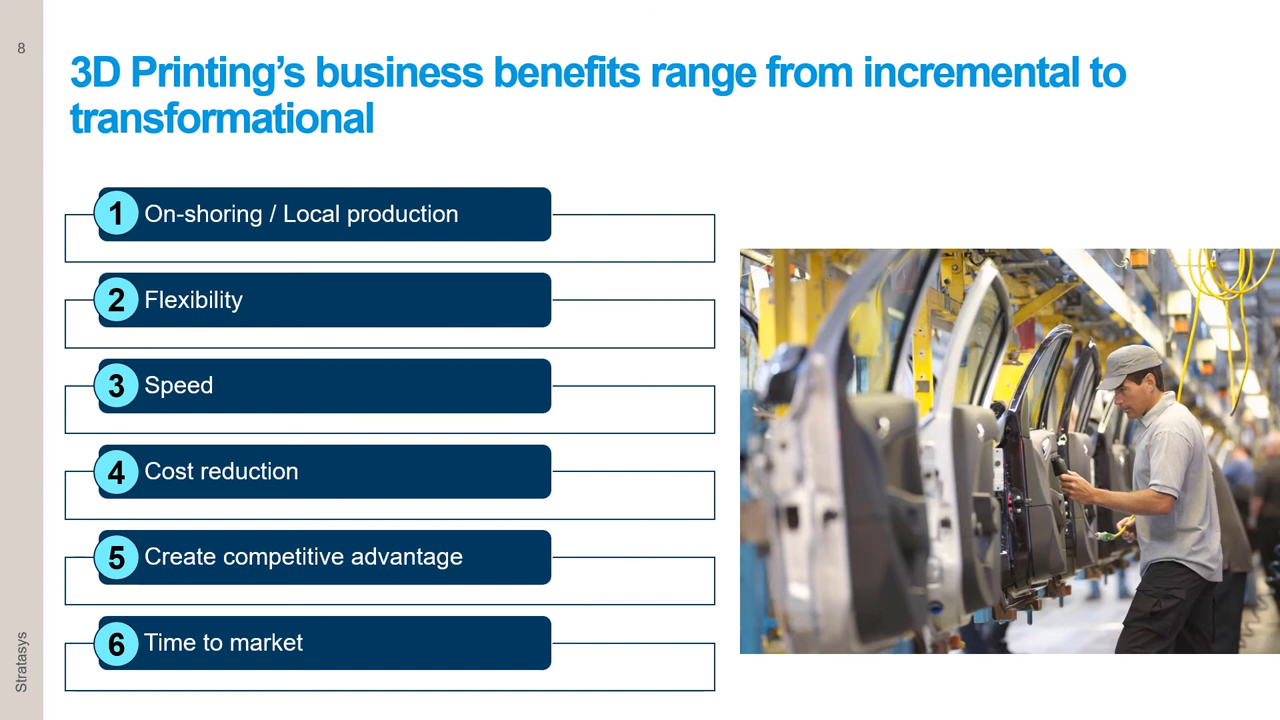 8
3D Printing’s business benefits range from incremental to
transformational
1 On-shoring / Local production
2 Flexibility
3 Speed
4 Cost reduction
5 Create competitive advantage
6 Time to market
Stratasys